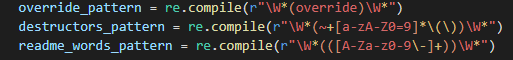 override_pattern = re.compile(r"\W*(override)\W*")
destructors_pattern = re.compile(r"\W*(~+[a-zA-Z0=9]*\(\))\W*")
readme_words_pattern = re.compile(r"\W*(([A-Za-z0-9\-]+))\W*")